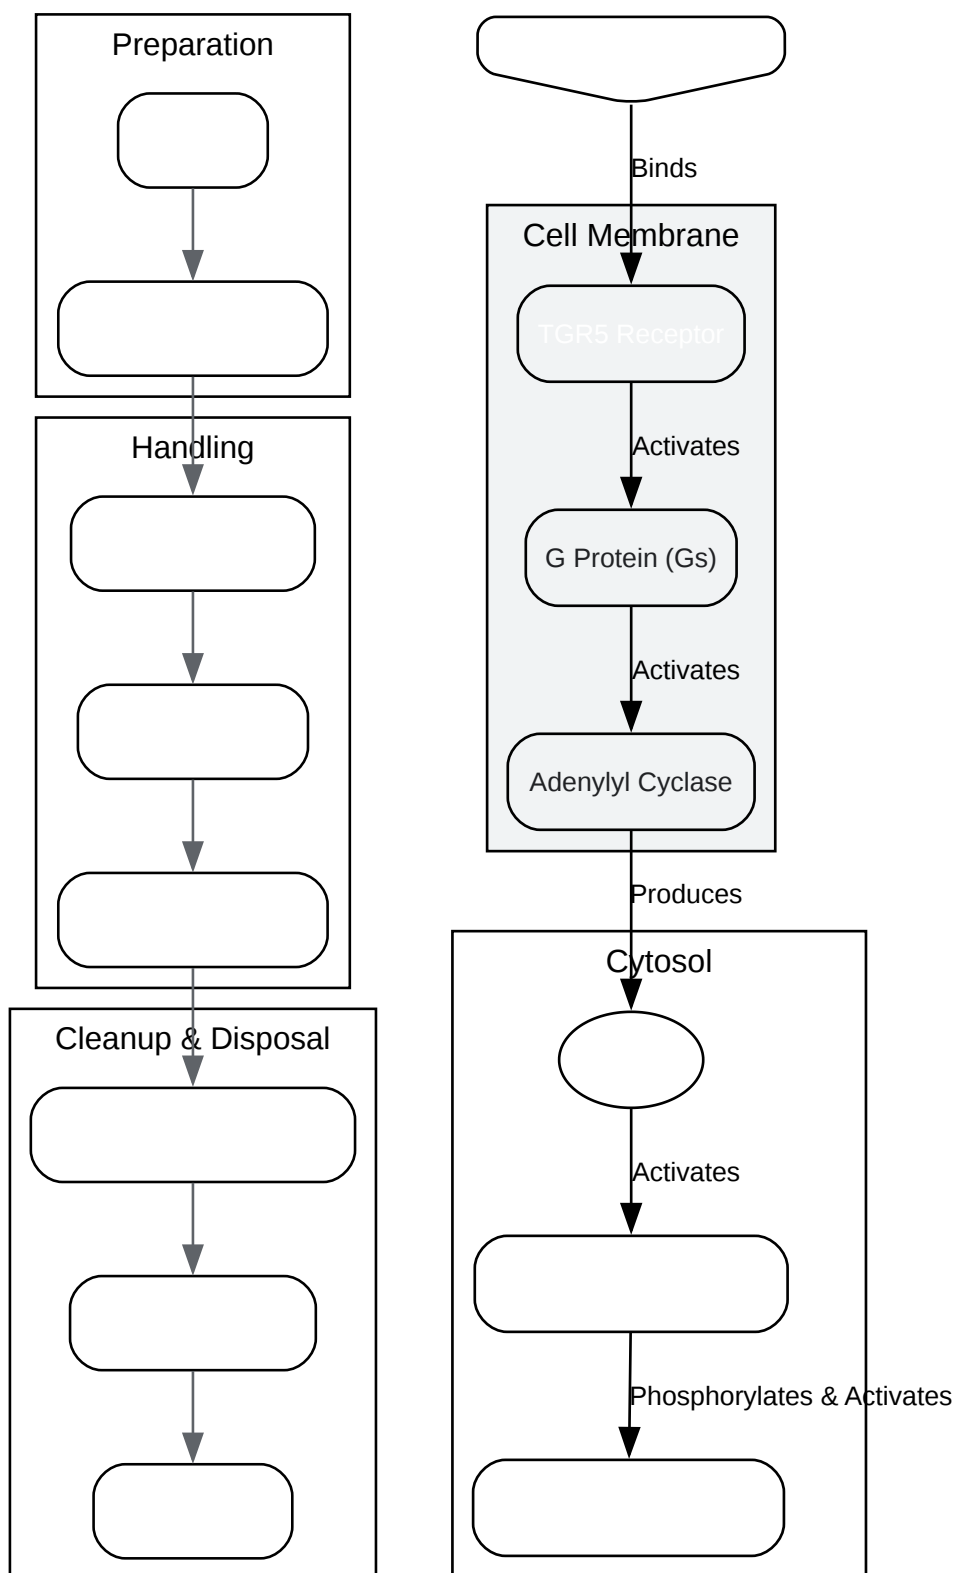 Preparation
Handling
Cleanup & Disposal
Binds
Cell Membrane
TGR5 Receptor
Activates
G Protein (Gs)
Activates
Adenylyl Cyclase
Produces
Cytosol
Activates
Phosphorylates & Activates